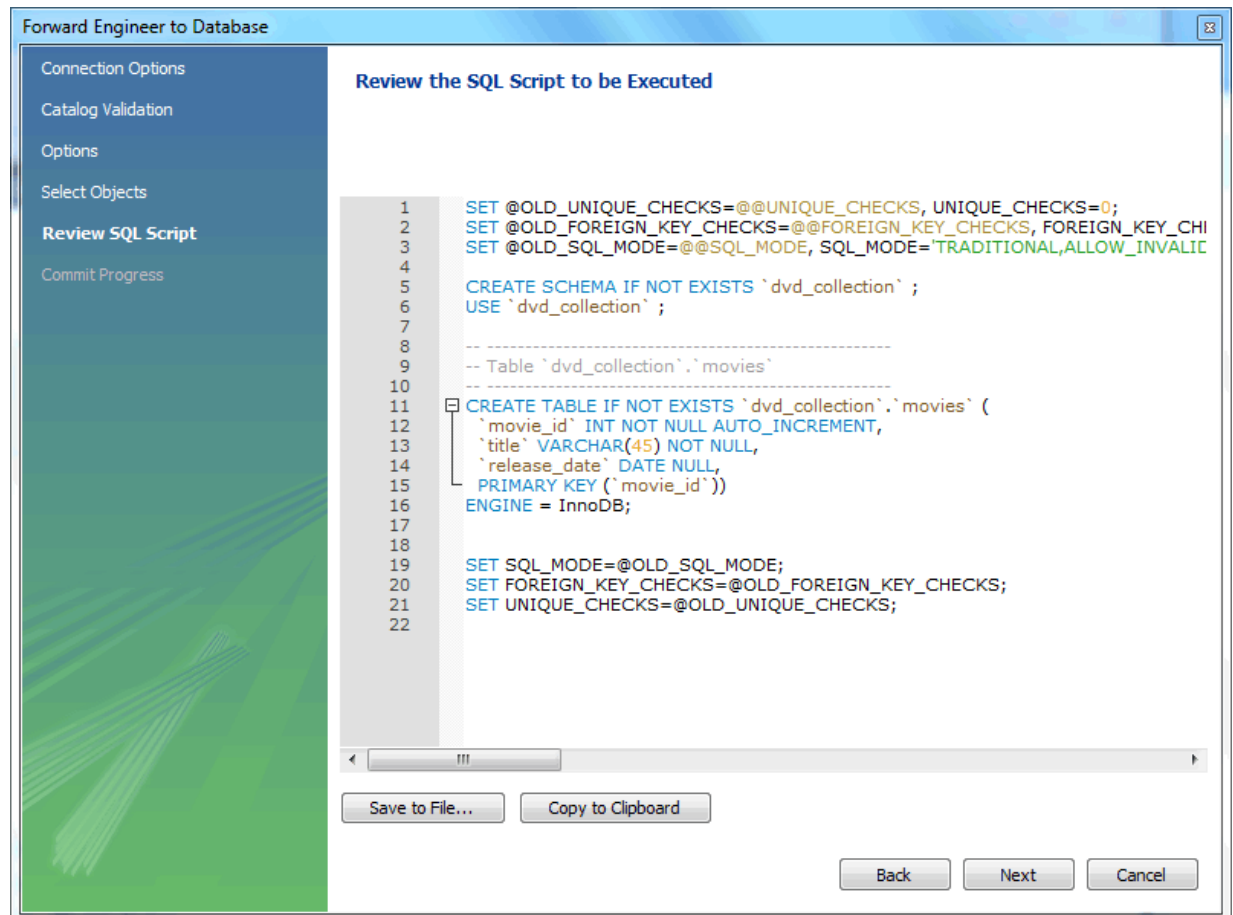 Forward Engineer to Database
Connection Options
Catalog Validation
Options
Select Objects
Review SQL Script
Commit Progress
Review the SQL Script to be Executed
1 SET @OLD_UNIQUE_CHECKS=@@UNIQUE_CHECKS, UNIQUE_CHECKS=0;
2 SET @OLD_FOREIGN_KEY_CHECKS=@@FOREIGN_KEY_CHECKS, FOREIGN_KEY_CHI
3 SET @OLD_SQL_MODE=@@SQL_MODE, SQL_MODE='TRADITIONAL,ALLOW_INVALID
4
5 CREATE SCHEMA IF NOT EXISTS `dvd_collection` ;
6 USE `dvd_collection` ;
7
8 -- -----------------------------------------------------
9 -- Table `dvd_collection`.`movies`
10 -- -----------------------------------------------------
11 CREATE TABLE IF NOT EXISTS `dvd_collection`.`movies` (
12 `movie_id` INT NOT NULL AUTO_INCREMENT,
13 `title` VARCHAR(45) NOT NULL,
14 `release_date` DATE NULL,
15 PRIMARY KEY (`movie_id`))
16 ENGINE = InnoDB;
17
18
19 SET SQL_MODE=@OLD_SQL_MODE;
20 SET FOREIGN_KEY_CHECKS=@OLD_FOREIGN_KEY_CHECKS;
21 SET UNIQUE_CHECKS=@OLD_UNIQUE_CHECKS;
22
Save to File... Copy to Clipboard
Back Next Cancel